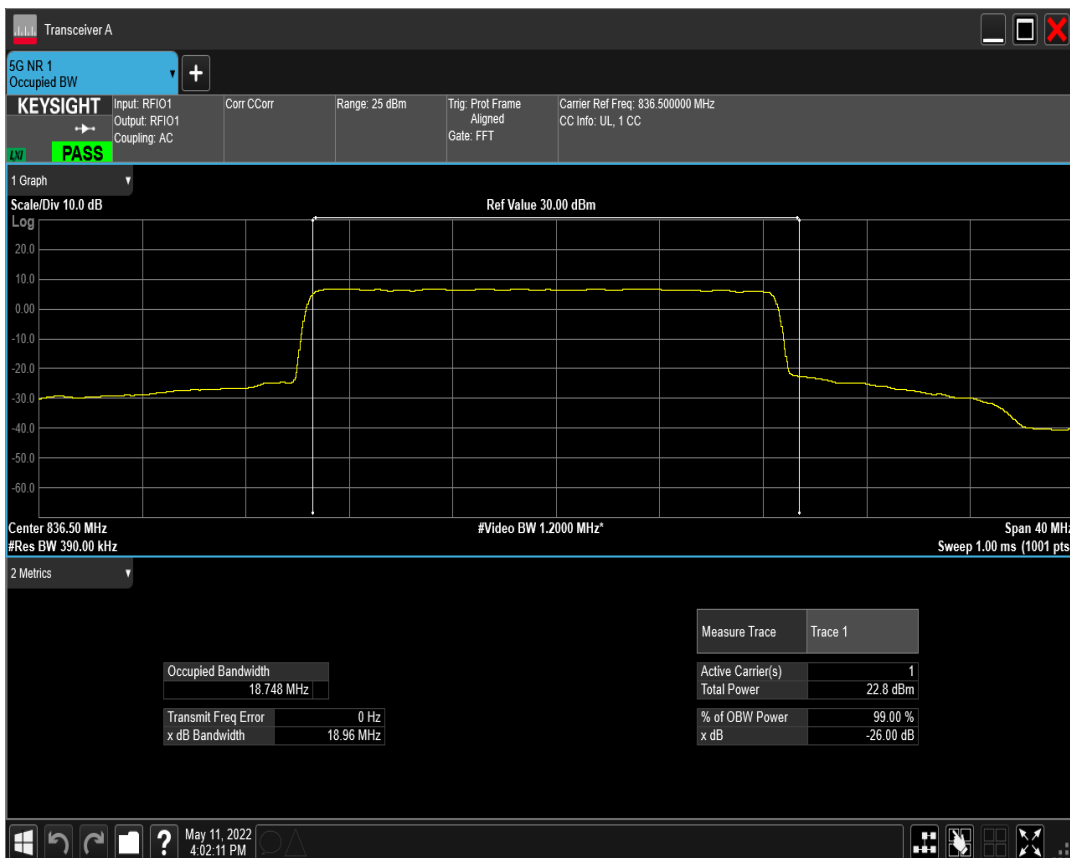 Transceiver A
5G NR 1
Occupied BW
KEYSIGHT
LXI
PASS
Input: RFIO1
Output: RFIO1
Coupling: AC
Corr CCorr
Range: 25 dBm
Trig: Prot Frame
Aligned
Gate: FFT
Carrier Ref Freq: 836.500000 MHz
CC Info: UL, 1 CC
1 Graph
Scale/Div 10.0 dB
Ref Value 30.00 dBm
Log
20.0
10.0
0.00
-10.0
-20.0
-30.0
-40.0
-50.0
-60.0
Center 836.50 MHz
#Video BW 1.2000 MHz*
Span 40 MHz
#Res BW 390.00 kHz
Sweep 1.00 ms (1001 pts
2 Metrics
Measure Trace Trace 1
Occupied Bandwidth
18.748 MHz
Active Carrier(s) 1
Total Power 22.8 dBm
Transmit Freq Error 0 Hz
x dB Bandwidth 18.96 MHz
% of OBW Power 99.00 %
x dB -26.00 dB
?
May 11, 2022
4:02:11 PM